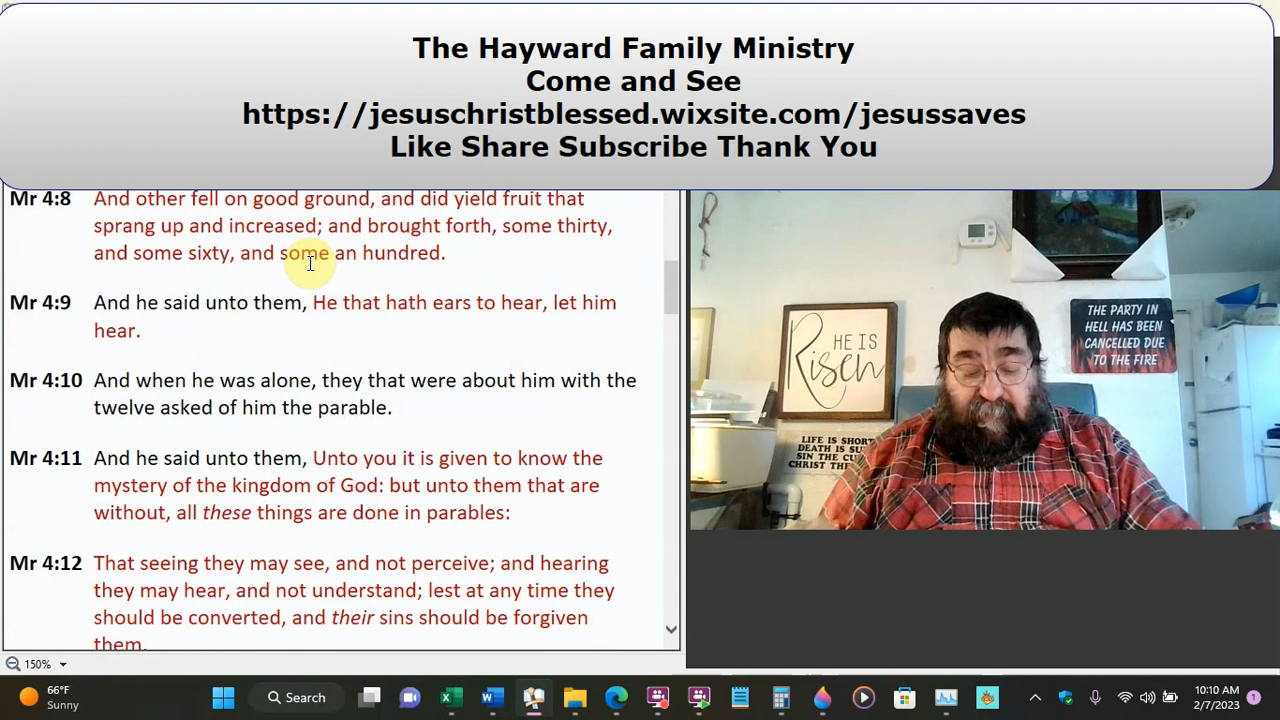 The Hayward Family Ministry
Come and See
https://jesuschristblessed.wixsite.com/jesussaves
Like Share Subscribe Thank You
Mr 4:8 And other fell on good ground, and did yield fruit that
sprang up and increased; and brought forth, some thirty,
and some sixty, and some an hundred.
Mr 4:9 And he said unto them, He that hath ears to hear, let him
hear.
Mr 4:10 And when he was alone, they that were about him with the
twelve asked of him the parable.
Mr 4:11 And he said unto them, Unto you it is given to know the
mystery of the kingdom of God: but unto them that are
without, all these things are done in parables:
Mr 4:12 That seeing they may see, and not perceive; and hearing
they may hear, and not understand; lest at any time they
should be converted, and their sins should be forgiven
them.
150%
HE IS
Risen
LIFE IS SHORT
DEATH IS
SIN THE
CHRIST
THE PARTY IN
HELL HAS BEEN
CANCELLED DUE
TO THE FIRE
66°F
Sunny
Search
10:10 AM
2/7/2023
1